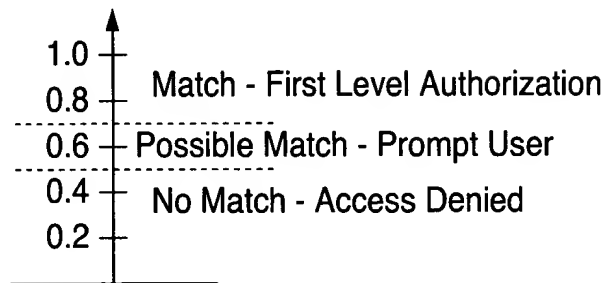 1.0
Match - First Level Authorization
0.8
0.6 Possible Match - Prompt User
0.4
No Match - Access Denied
0.2